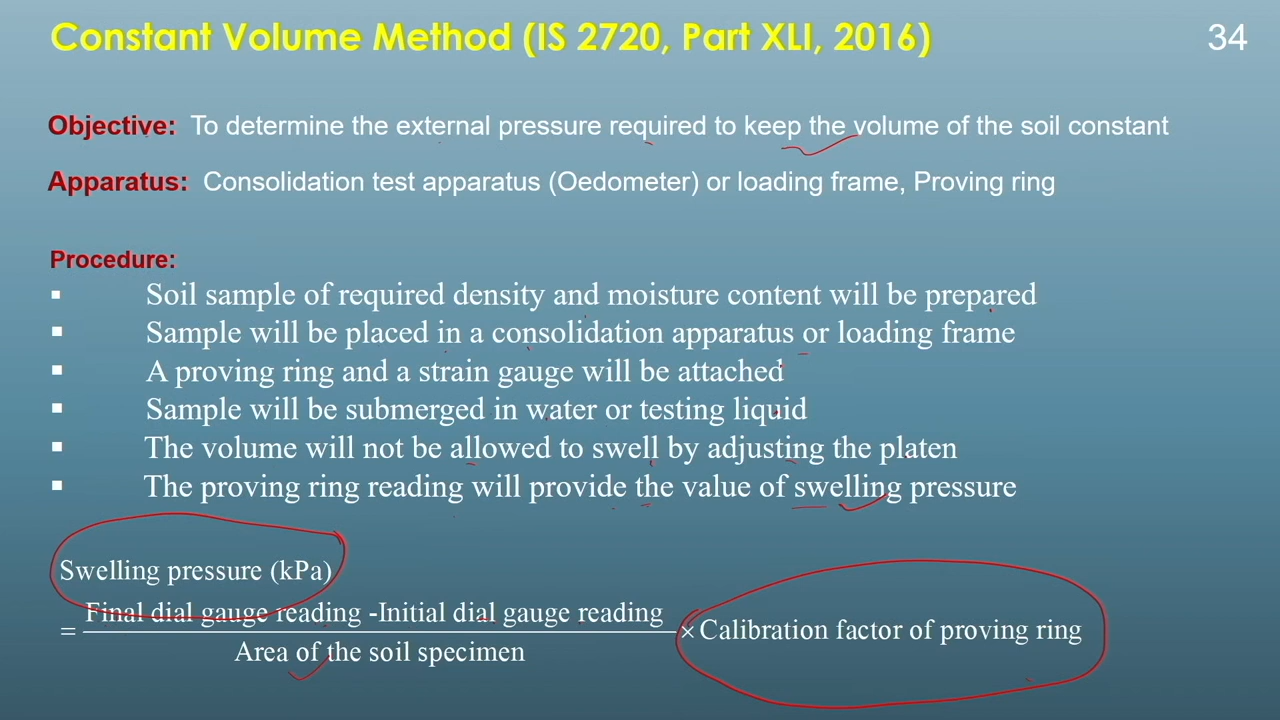 Constant Volume Method (IS 2720, Part XLI, 2016)
34
Objective: To determine the external pressure required to keep the volume of the soil constant
Apparatus: Consolidation test apparatus (Oedometer) or loading frame, Proving ring
Procedure:
▪ Soil sample of required density and moisture content will be prepared
▪ Sample will be placed in a consolidation apparatus or loading frame
▪ A proving ring and a strain gauge will be attached
▪ Sample will be submerged in water or testing liquid
▪ The volume will not be allowed to swell by adjusting the platen
▪ The proving ring reading will provide the value of swelling pressure
Swelling pressure (kPa)
Final dial gauge reading -Initial dial gauge reading
= × Calibration factor of proving ring
Area of the soil specimen